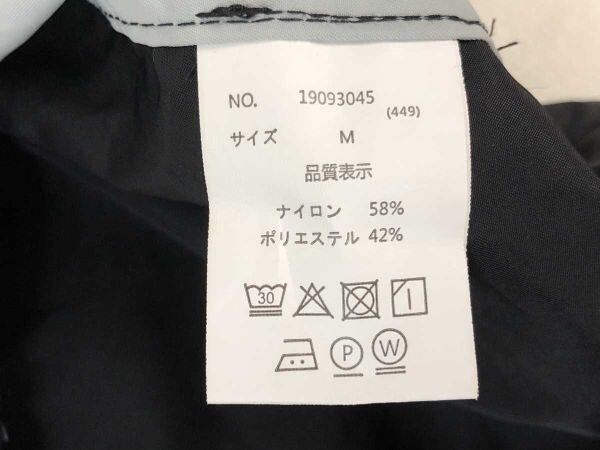 NO. 19093045 (449)
サイズ M
品質表示
ナイロン 58%
ポリエステル 42%
30
P W